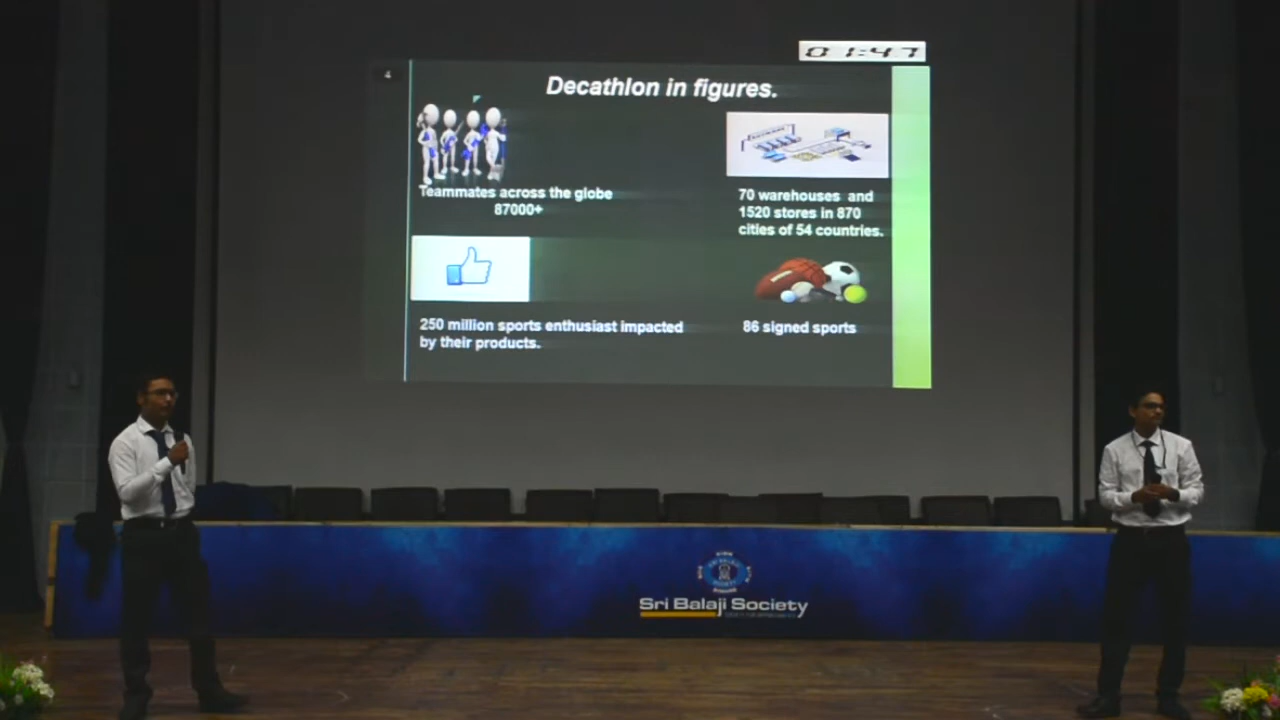 01:47
4
Decathlon in figures.
Teammates across the globe
87000+
70 warehouses and
1520 stores in 870
cities of 54 countries.
250 million sports enthusiast impacted
by their products.
86 signed sports
Sri Balaji Society